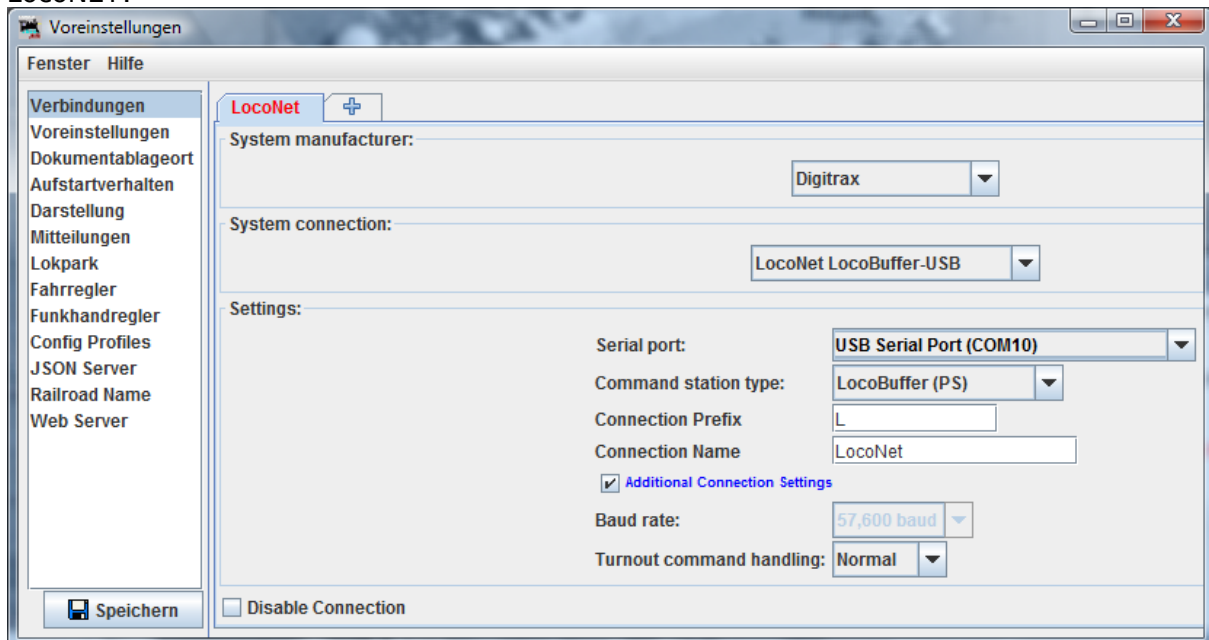 LocoNET:
Voreinstellungen
Fenster Hilfe
Verbindungen
Voreinstellungen
Dokumentablageort
Aufstartverhalten
Darstellung
Mitteilungen
Lokpark
Fahrregler
Funkhandregler
Config Profiles
JSON Server
Railroad Name
Web Server
Speichern
LocoNet
System manufacturer:
Digitrax
System connection:
LocoNet LocoBuffer-USB
Settings:
Serial port: USB Serial Port (COM10)
Command station type: LocoBuffer (PS)
Connection Prefix L
Connection Name LocoNet
Additional Connection Settings
Baud rate: 57,600 baud
Turnout command handling: Normal
Disable Connection